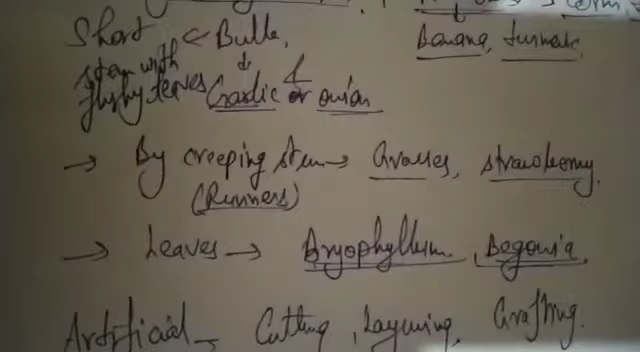 Short < Bulb, Banana, turmeric
stem with
fleshy leaves Garlic or onion
→ By creeping stem → Grasses, strawberry.
(Runners)
→ Leaves → Bryophyllum, Begonia.
Artificial → Cutting, Layering, Grafting.